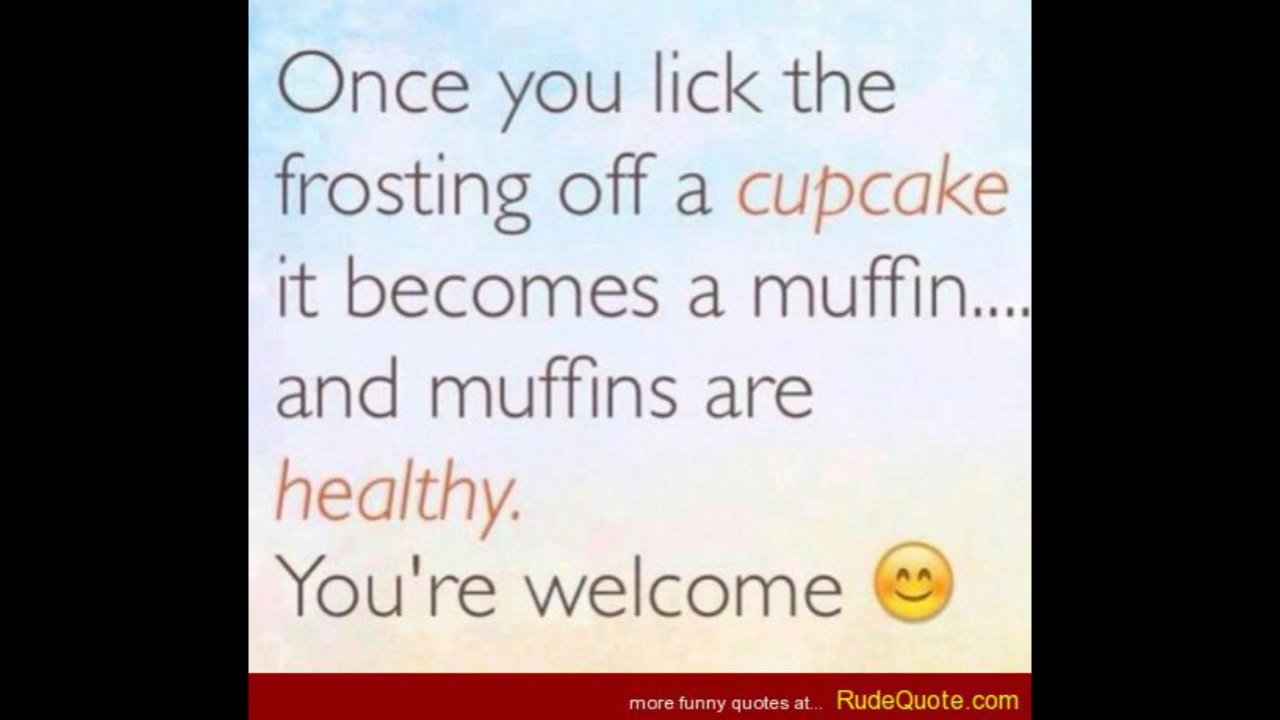 Once you lick the
frosting off a cupcake
it becomes a muffin....
and muffins are
healthy.
You're welcome 😊
more funny quotes at... RudeQuote.com